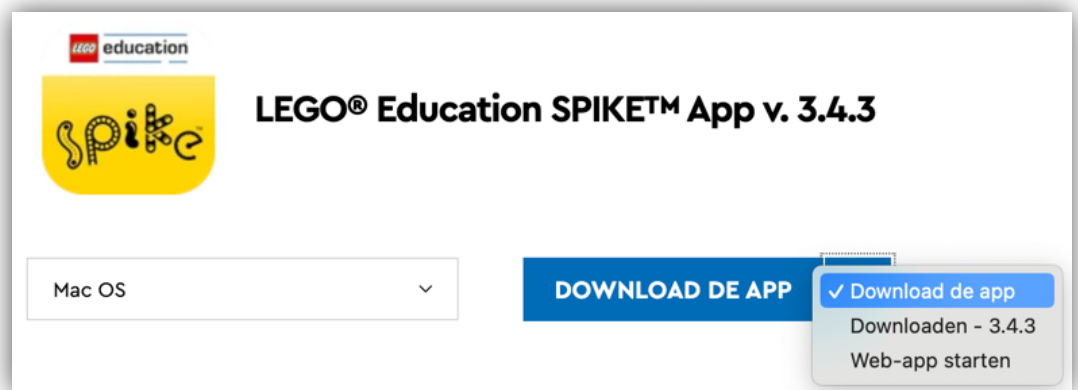 LEGO education
spike™
LEGO® Education SPIKE™ App v. 3.4.3
Mac OS
DOWNLOAD DE APP
✓ Download de app
Downloaden - 3.4.3
Web-app starten